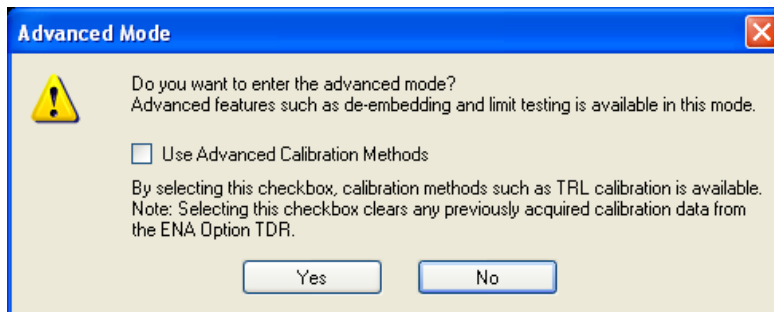 Advanced Mode
Do you want to enter the advanced mode?
Advanced features such as de-embedding and limit testing is available in this mode.
Use Advanced Calibration Methods
By selecting this checkbox, calibration methods such as TRL calibration is available.
Note: Selecting this checkbox clears any previously acquired calibration data from
the ENA Option TDR.
Yes
No